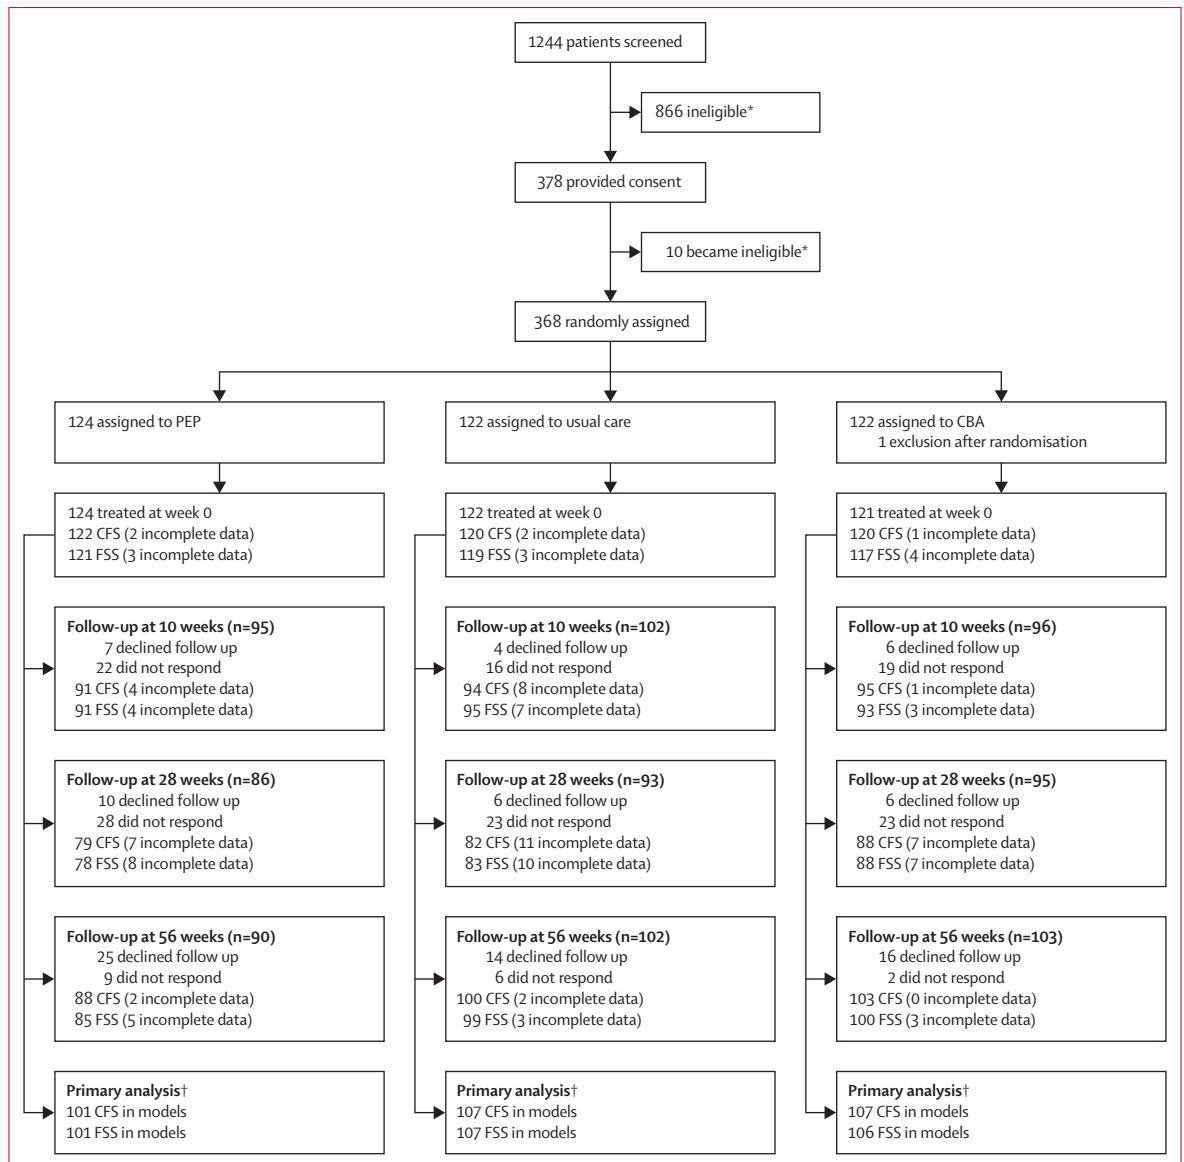 1244 patients screened
866 ineligible*
378 provided consent
10 became ineligible*
368 randomly assigned
124 assigned to PEP
122 assigned to usual care
122 assigned to CBA
1 exclusion after randomisation
124 treated at week 0
122 CFS (2 incomplete data)
121 FSS (3 incomplete data)
122 treated at week 0
120 CFS (2 incomplete data)
119 FSS (3 incomplete data)
121 treated at week 0
120 CFS (1 incomplete data)
117 FSS (4 incomplete data)
Follow-up at 10 weeks (n=95)
7 declined follow up
22 did not respond
91 CFS (4 incomplete data)
91 FSS (4 incomplete data)
Follow-up at 10 weeks (n=102)
4 declined follow up
16 did not respond
94 CFS (8 incomplete data)
95 FSS (7 incomplete data)
Follow-up at 10 weeks (n=96)
6 declined follow up
19 did not respond
95 CFS (1 incomplete data)
93 FSS (3 incomplete data)
Follow-up at 28 weeks (n=86)
10 declined follow up
28 did not respond
79 CFS (7 incomplete data)
78 FSS (8 incomplete data)
Follow-up at 28 weeks (n=93)
6 declined follow up
23 did not respond
82 CFS (11 incomplete data)
83 FSS (10 incomplete data)
Follow-up at 28 weeks (n=95)
6 declined follow up
23 did not respond
88 CFS (7 incomplete data)
88 FSS (7 incomplete data)
Follow-up at 56 weeks (n=90)
25 declined follow up
9 did not respond
88 CFS (2 incomplete data)
85 FSS (5 incomplete data)
Follow-up at 56 weeks (n=102)
14 declined follow up
6 did not respond
100 CFS (2 incomplete data)
99 FSS (3 incomplete data)
Follow-up at 56 weeks (n=103)
16 declined follow up
2 did not respond
103 CFS (0 incomplete data)
100 FSS (3 incomplete data)
Primary analysis†
101 CFS in models
101 FSS in models
Primary analysis†
107 CFS in models
107 FSS in models
Primary analysis†
107 CFS in models
106 FSS in models